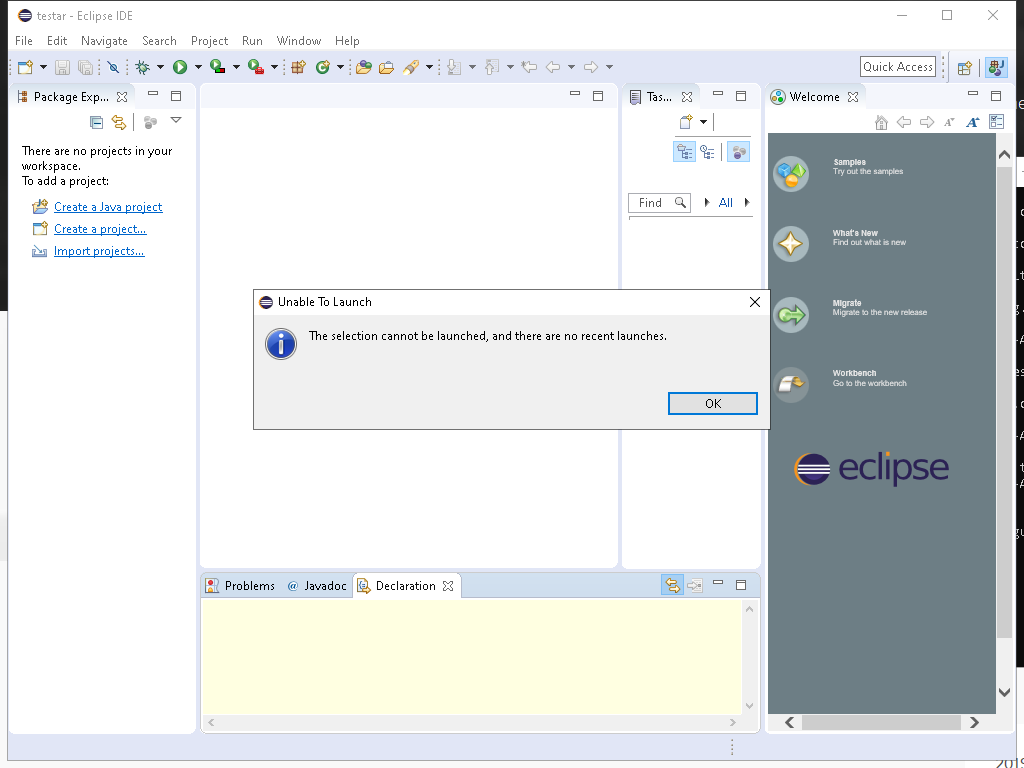 testar - Eclipse IDE
File Edit Navigate Search Project Run Window Help
Quick Access
Package Exp...
There are no projects in your
workspace.
To add a project:
Create a Java project
Create a project...
Import projects...
Tas...
Find
All
Welcome
Samples
Try out the samples
What's New
Find out what is new
Migrate
Migrate to the new release
Workbench
Go to the workbench
eclipse
Unable To Launch
The selection cannot be launched, and there are no recent launches.
OK
Problems @ Javadoc Declaration
2019